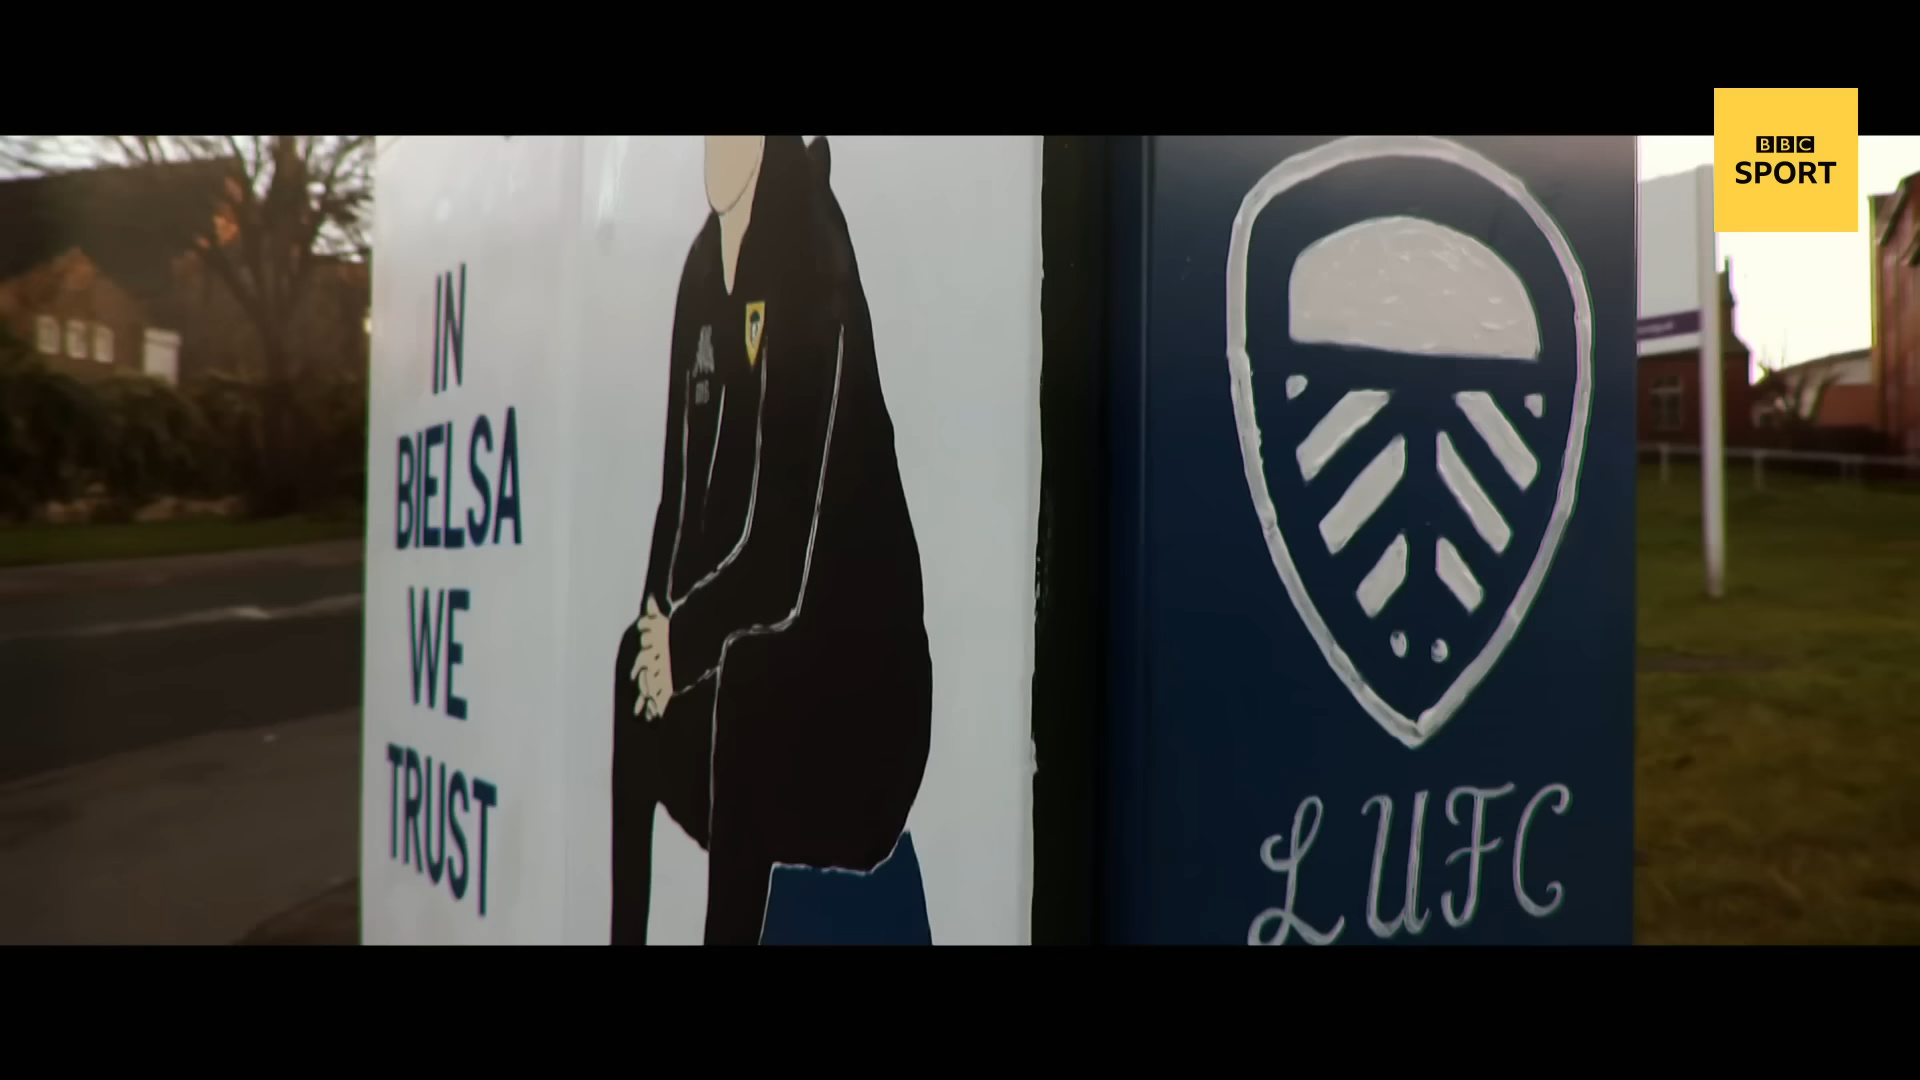 BBC
SPORT
IN
BIELSA
WE
TRUST
LUFC